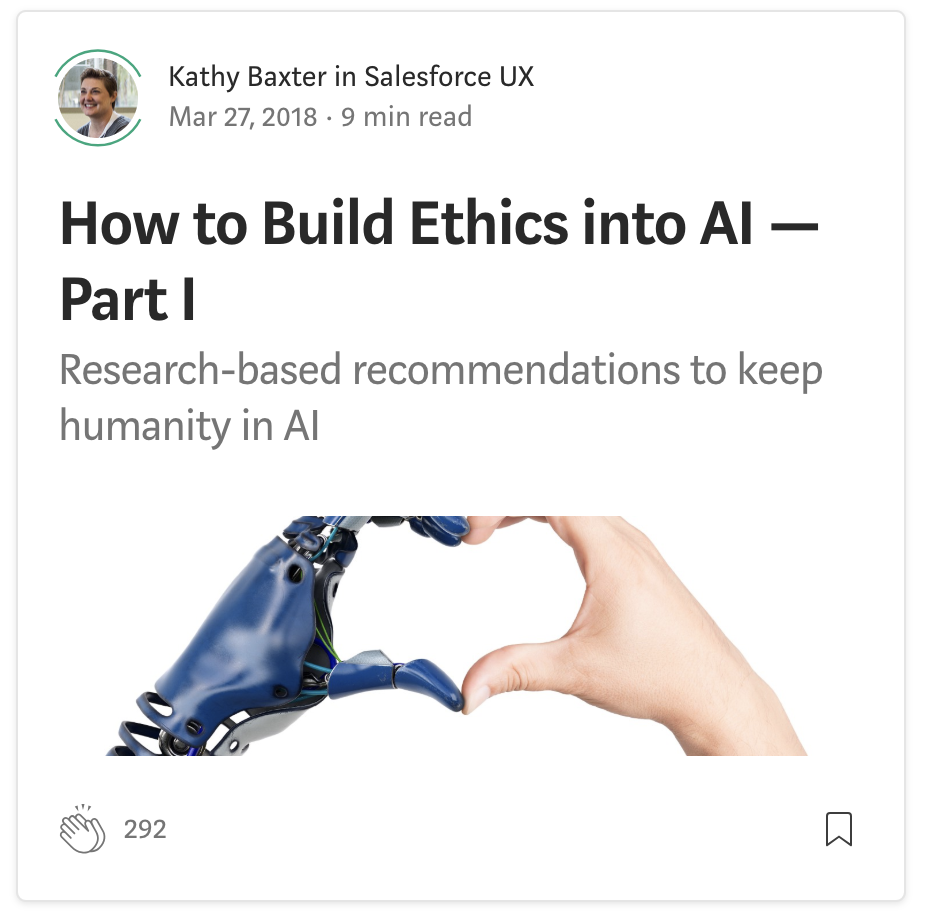 Kathy Baxter in Salesforce UX
Mar 27, 2018 · 9 min read
How to Build Ethics into AI —
Part I
Research-based recommendations to keep
humanity in AI
292